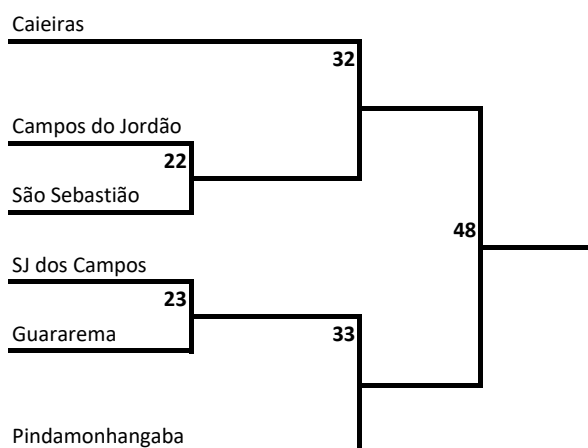 Caieiras
32
Campos do Jordão
22
São Sebastião
48
SJ dos Campos
23
Guararema
33
Pindamonhangaba